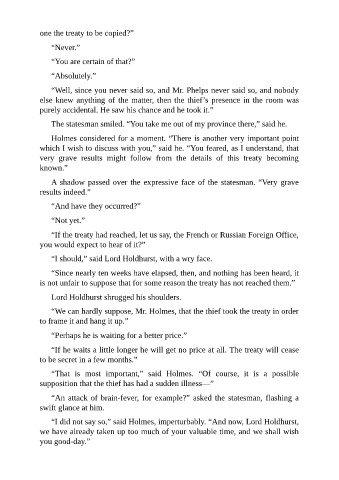 one the treaty to be copied?”
“Never.”
“You are certain of that?”
“Absolutely.”
“Well, since you never said so, and Mr. Phelps never said so, and nobody
else knew anything of the matter, then the thief’s presence in the room was
purely accidental. He saw his chance and he took it.”
The statesman smiled. “You take me out of my province there,” said he.
Holmes considered for a moment. “There is another very important point
which I wish to discuss with you,” said he. “You feared, as I understand, that
very grave results might follow from the details of this treaty becoming
known.”
A shadow passed over the expressive face of the statesman. “Very grave
results indeed.”
“And have they occurred?”
“Not yet.”
“If the treaty had reached, let us say, the French or Russian Foreign Office,
you would expect to hear of it?”
“I should,” said Lord Holdhurst, with a wry face.
“Since nearly ten weeks have elapsed, then, and nothing has been heard, it
is not unfair to suppose that for some reason the treaty has not reached them.”
Lord Holdhurst shrugged his shoulders.
“We can hardly suppose, Mr. Holmes, that the thief took the treaty in order
to frame it and hang it up.”
“Perhaps he is waiting for a better price.”
“If he waits a little longer he will get no price at all. The treaty will cease
to be secret in a few months.”
“That is most important,” said Holmes. “Of course, it is a possible
supposition that the thief has had a sudden illness—”
“An attack of brain-fever, for example?” asked the statesman, flashing a
swift glance at him.
“I did not say so,” said Holmes, imperturbably. “And now, Lord Holdhurst,
we have already taken up too much of your valuable time, and we shall wish
you good-day.”